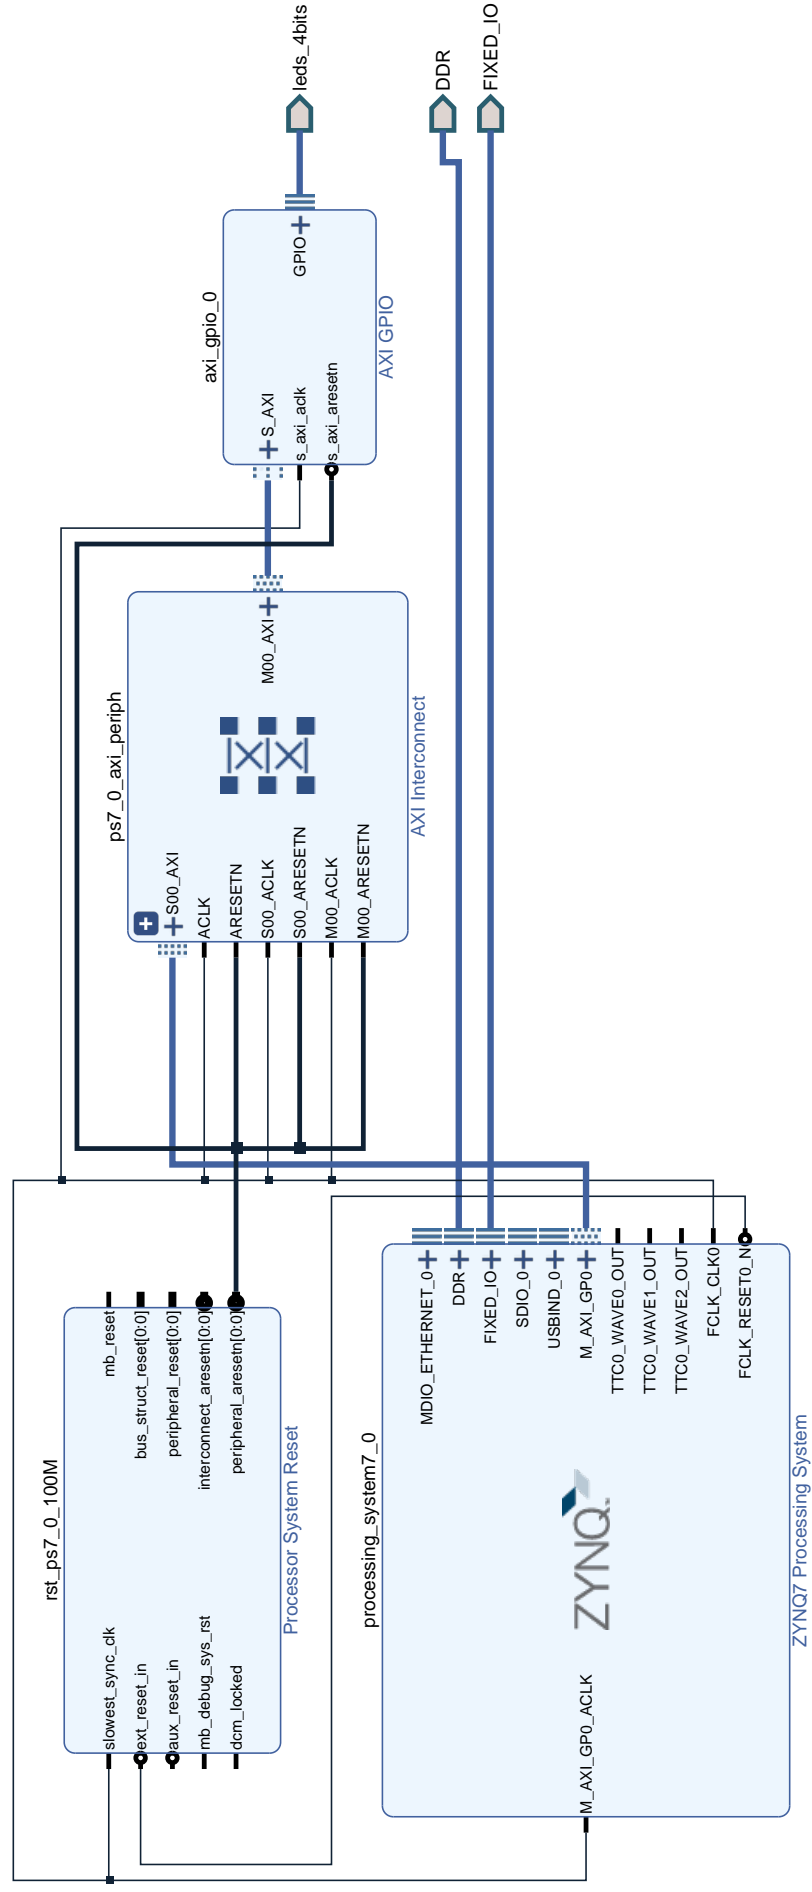 rst_ps7_0_100M
slowest_sync_clk
ext_reset_in
aux_reset_in
mb_debug_sys_rst
dcm_locked
mb_reset
bus_struct_reset[0:0]
peripheral_reset[0:0]
interconnect_aresetn[0:0]
peripheral_aresetn[0:0]
Processor System Reset
processing_system7_0
M_AXI_GP0_ACLK
ZYNQ
MDIO_ETHERNET_0
DDR
FIXED_IO
SDIO_0
USBIND_0
M_AXI_GP0
TTC0_WAVE0_OUT
TTC0_WAVE1_OUT
TTC0_WAVE2_OUT
FCLK_CLK0
FCLK_RESET0_N
ZYNQ7 Processing System
ps7_0_axi_periph
S00_AXI
ACLK
ARESETN
S00_ACLK
S00_ARESETN
M00_ACLK
M00_ARESETN
M00_AXI
AXI Interconnect
axi_gpio_0
S_AXI
s_axi_aclk
s_axi_aresetn
GPIO
AXI GPIO
leds_4bits
DDR
FIXED_IO